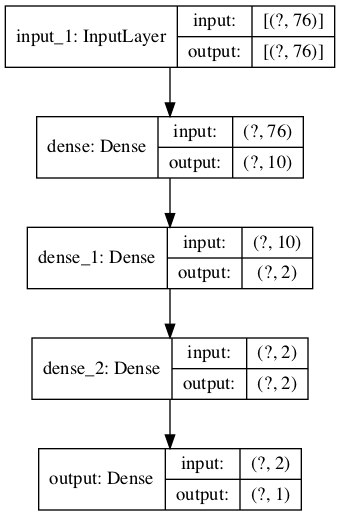 input_1: InputLayer
input: [(?, 76)]
output: [(?, 76)]
dense: Dense
input: (?, 76)
output: (?, 10)
dense_1: Dense
input: (?, 10)
output: (?, 2)
dense_2: Dense
input: (?, 2)
output: (?, 2)
output: Dense
input: (?, 2)
output: (?, 1)